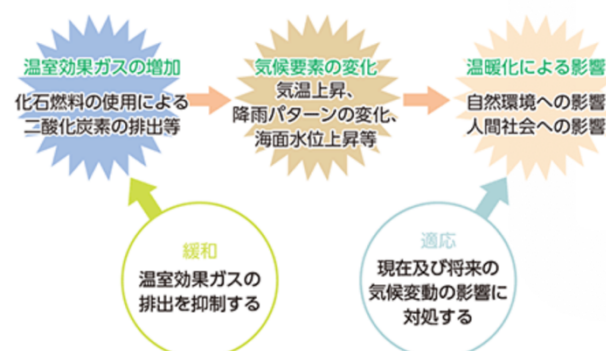 温室効果ガスの増加
化石燃料の使用による
二酸化炭素の排出等
気候要素の変化
気温上昇、
降雨パターンの変化、
海面水位上昇等
温暖化による影響
自然環境への影響
人間社会への影響
緩和
温室効果ガスの
排出を抑制する
適応
現在及び将来の
気候変動の影響に
対処する